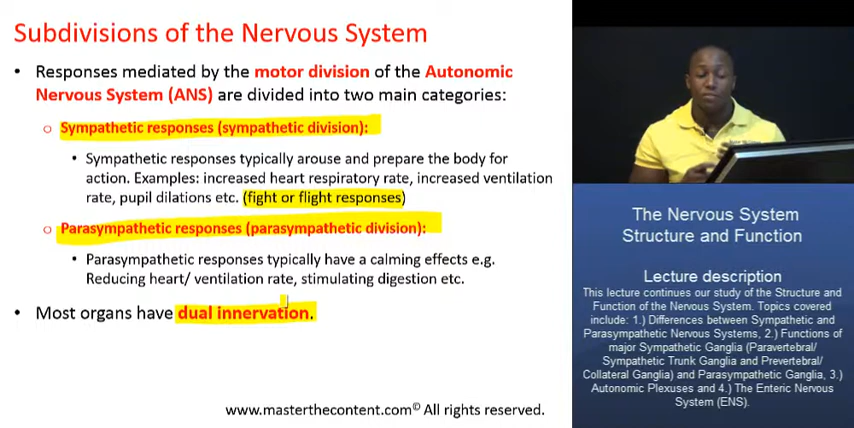 Subdivisions of the Nervous System
• Responses mediated by the motor division of the Autonomic
Nervous System (ANS) are divided into two main categories:
o Sympathetic responses (sympathetic division):
• Sympathetic responses typically arouse and prepare the body for
action. Examples: increased heart respiratory rate, increased ventilation
rate, pupil dilations etc. (fight or flight responses)
o Parasympathetic responses (parasympathetic division):
• Parasympathetic responses typically have a calming effects e.g.
Reducing heart/ ventilation rate, stimulating digestion etc.
• Most organs have dual innervation.
www.masterthecontent.com© All rights reserved.
The Nervous System
Structure and Function
Lecture description
This lecture continues our study of the Structure and
Function of the Nervous System. Topics covered
include: 1.) Differences between Sympathetic and
Parasympathetic Nervous Systems, 2.) Functions of
major Sympathetic Ganglia (Paravertebral/
Sympathetic Trunk Ganglia and Prevertebral/
Collateral Ganglia) and Parasympathetic Ganglia, 3.)
Autonomic Plexuses and 4.) The Enteric Nervous
System (ENS).